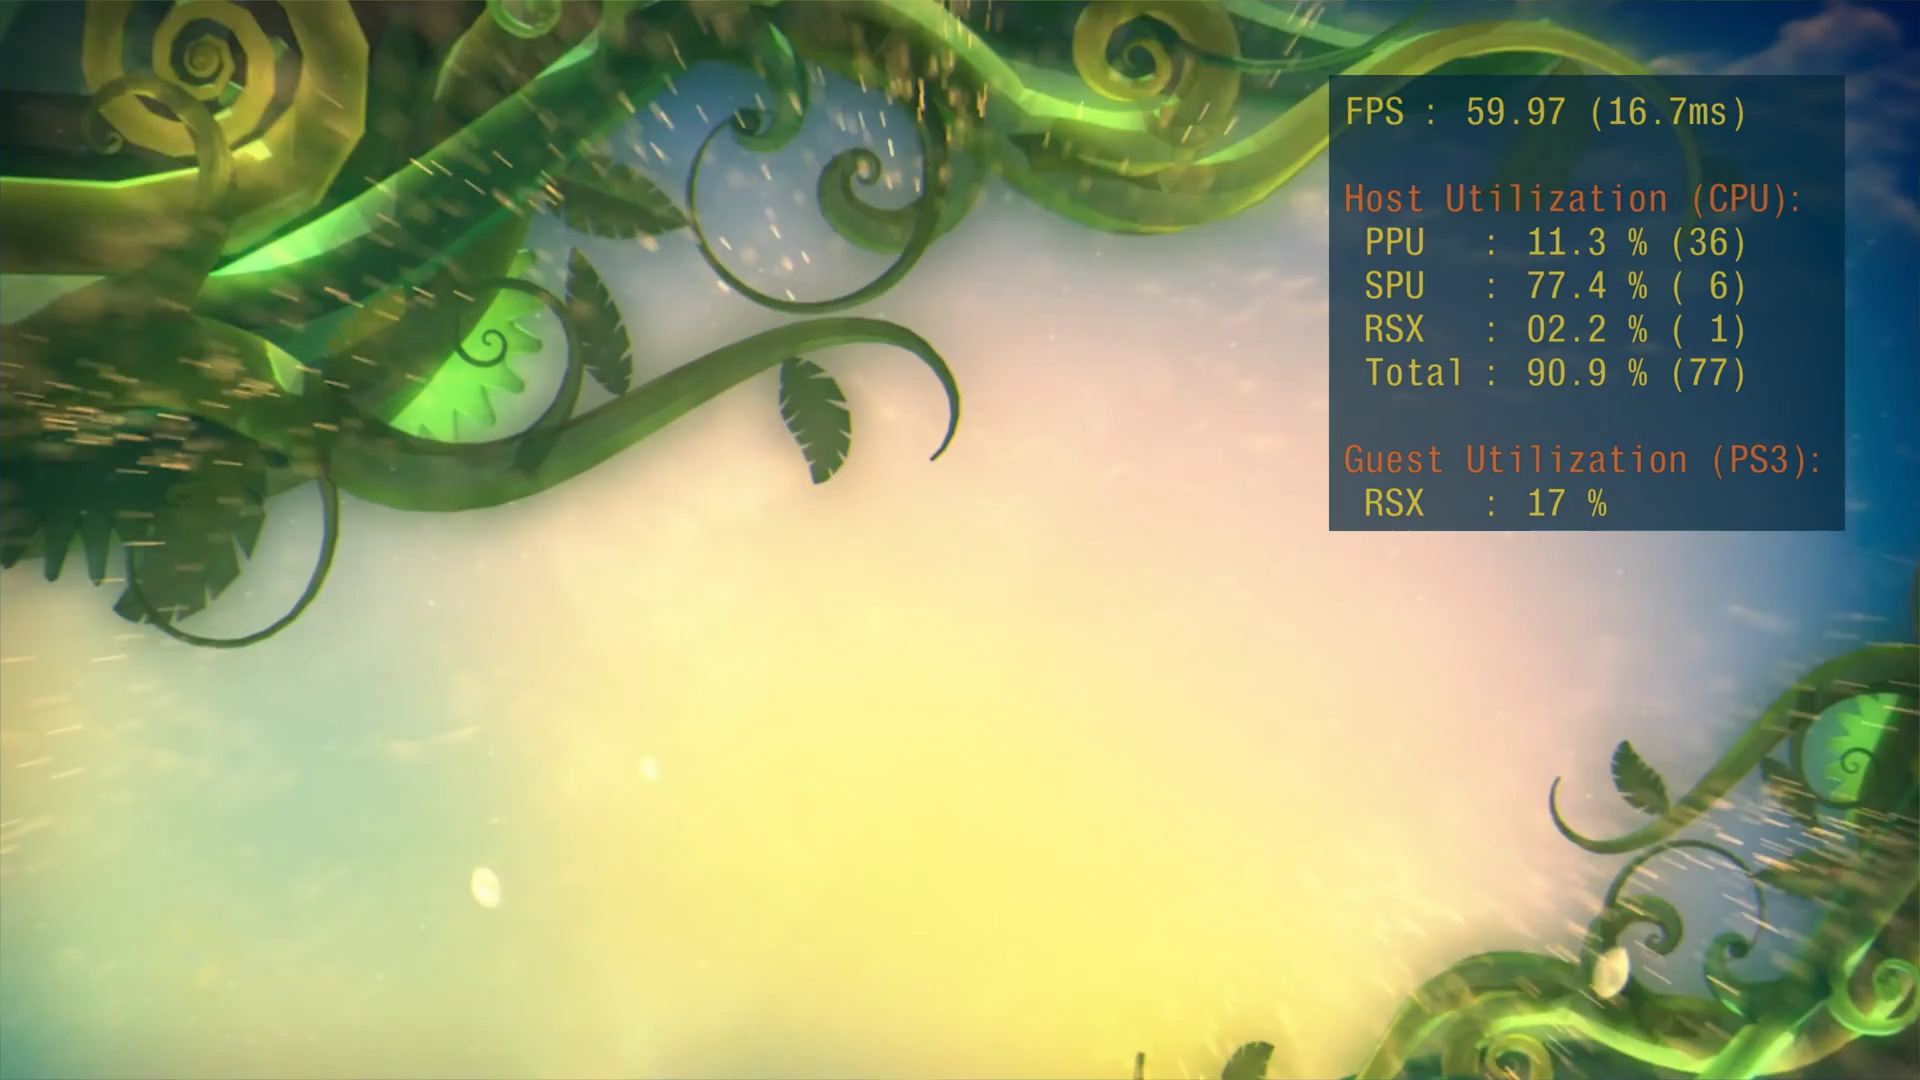 FPS : 59.97 (16.7ms)
Host Utilization (CPU):
PPU : 11.3 % (36)
SPU : 77.4 % ( 6)
RSX : 02.2 % ( 1)
Total : 90.9 % (77)
Guest Utilization (PS3):
RSX : 17 %